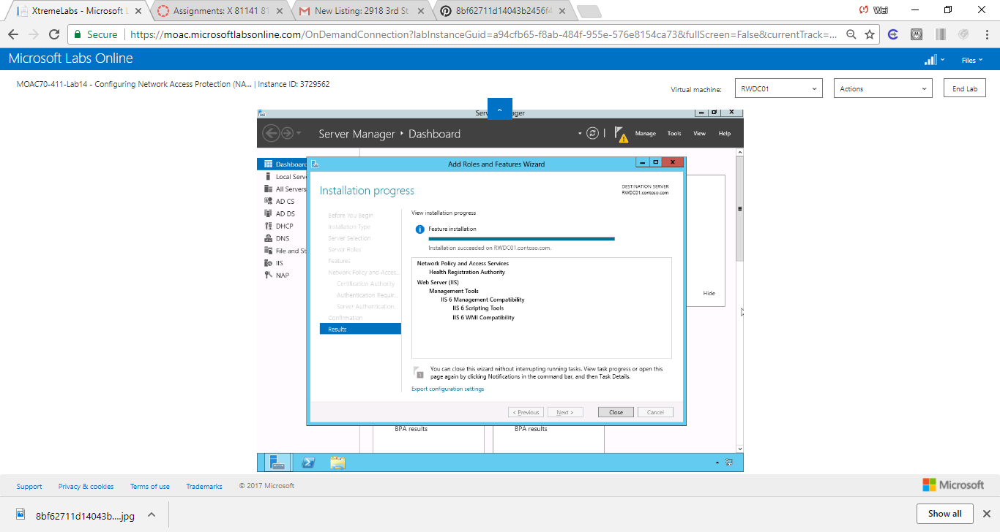 XtremeLabs - Microsoft L
Assignments: X 81141 81
New Listing: 2918 3rd St
8bf62711d14043b2456f4
Wei
Secure
https://moac.microsoftlabsonline.com/OnDemandConnection?labInstanceGuid=a94cfb65-f8ab-484f-955e-576e8154ca73&fullScreen=False&currentTrack=...
Microsoft Labs Online
Files
MOAC70-411-Lab14 - Configuring Network Access Protection (NA... | Instance ID: 3729562
Virtual machine:
RWDC01
Actions
End Lab
Server Manager • Dashboard
Manage
Tools
View
Help
Dashboard
Local Serv
All Servers
AD CS
AD DS
DHCP
DNS
File and St
IIS
NAP
Hide
Add Roles and Features Wizard
Installation progress
DESTINATION SERVER
RWDC01.contoso.com
Before You Begin
Installation Type
Server Selection
Server Roles
Features
Network Policy and Acces...
Certification Authority
Authentication Requir...
Server Authentication...
Confirmation
Results
View installation progress
Feature installation
Installation succeeded on RWDC01.contoso.com.
Network Policy and Access Services
Health Registration Authority
Web Server (IIS)
Management Tools
IIS 6 Management Compatibility
IIS 6 Scripting Tools
IIS 6 WMI Compatibility
1
You can close this wizard without interrupting running tasks. View task progress or open this
page again by clicking Notifications in the command bar, and then Task Details.
Export configuration settings
< Previous
Next >
Close
Cancel
BPA results
BPA results
Support
Privacy & cookies
Terms of use
Trademarks
© 2017 Microsoft
Microsoft
8bf62711d14043b....jpg
Show all